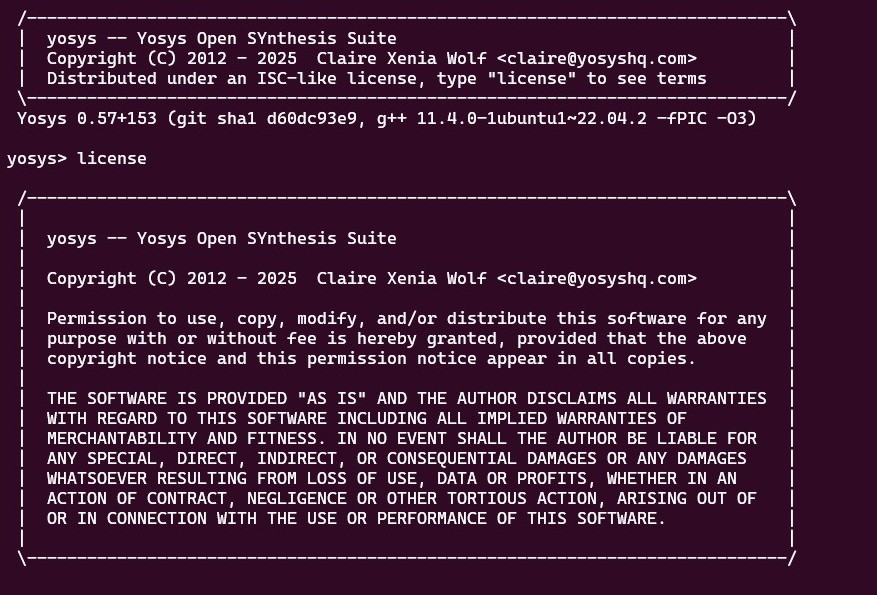 /----------------------------------------------------------------------------\
|  yosys -- Yosys Open SYnthesis Suite                                       |
|  Copyright (C) 2012 - 2025  Claire Xenia Wolf <claire@yosyshq.com>         |
|  Distributed under an ISC-like license, type "license" to see terms        |
\----------------------------------------------------------------------------/
Yosys 0.57+153 (git sha1 d60dc93e9, g++ 11.4.0-1ubuntu1~22.04.2 -fPIC -O3)
yosys> license
/----------------------------------------------------------------------------\
|                                                                            |
|  yosys -- Yosys Open SYnthesis Suite                                       |
|                                                                            |
|  Copyright (C) 2012 - 2025  Claire Xenia Wolf <claire@yosyshq.com>         |
|                                                                            |
|  Permission to use, copy, modify, and/or distribute this software for any  |
|  purpose with or without fee is hereby granted, provided that the above    |
|  copyright notice and this permission notice appear in all copies.         |
|                                                                            |
|  THE SOFTWARE IS PROVIDED "AS IS" AND THE AUTHOR DISCLAIMS ALL WARRANTIES  |
|  WITH REGARD TO THIS SOFTWARE INCLUDING ALL IMPLIED WARRANTIES OF          |
|  MERCHANTABILITY AND FITNESS. IN NO EVENT SHALL THE AUTHOR BE LIABLE FOR   |
|  ANY SPECIAL, DIRECT, INDIRECT, OR CONSEQUENTIAL DAMAGES OR ANY DAMAGES    |
|  WHATSOEVER RESULTING FROM LOSS OF USE, DATA OR PROFITS, WHETHER IN AN     |
|  ACTION OF CONTRACT, NEGLIGENCE OR OTHER TORTIOUS ACTION, ARISING OUT OF   |
|  OR IN CONNECTION WITH THE USE OR PERFORMANCE OF THIS SOFTWARE.            |
|                                                                            |
\----------------------------------------------------------------------------/